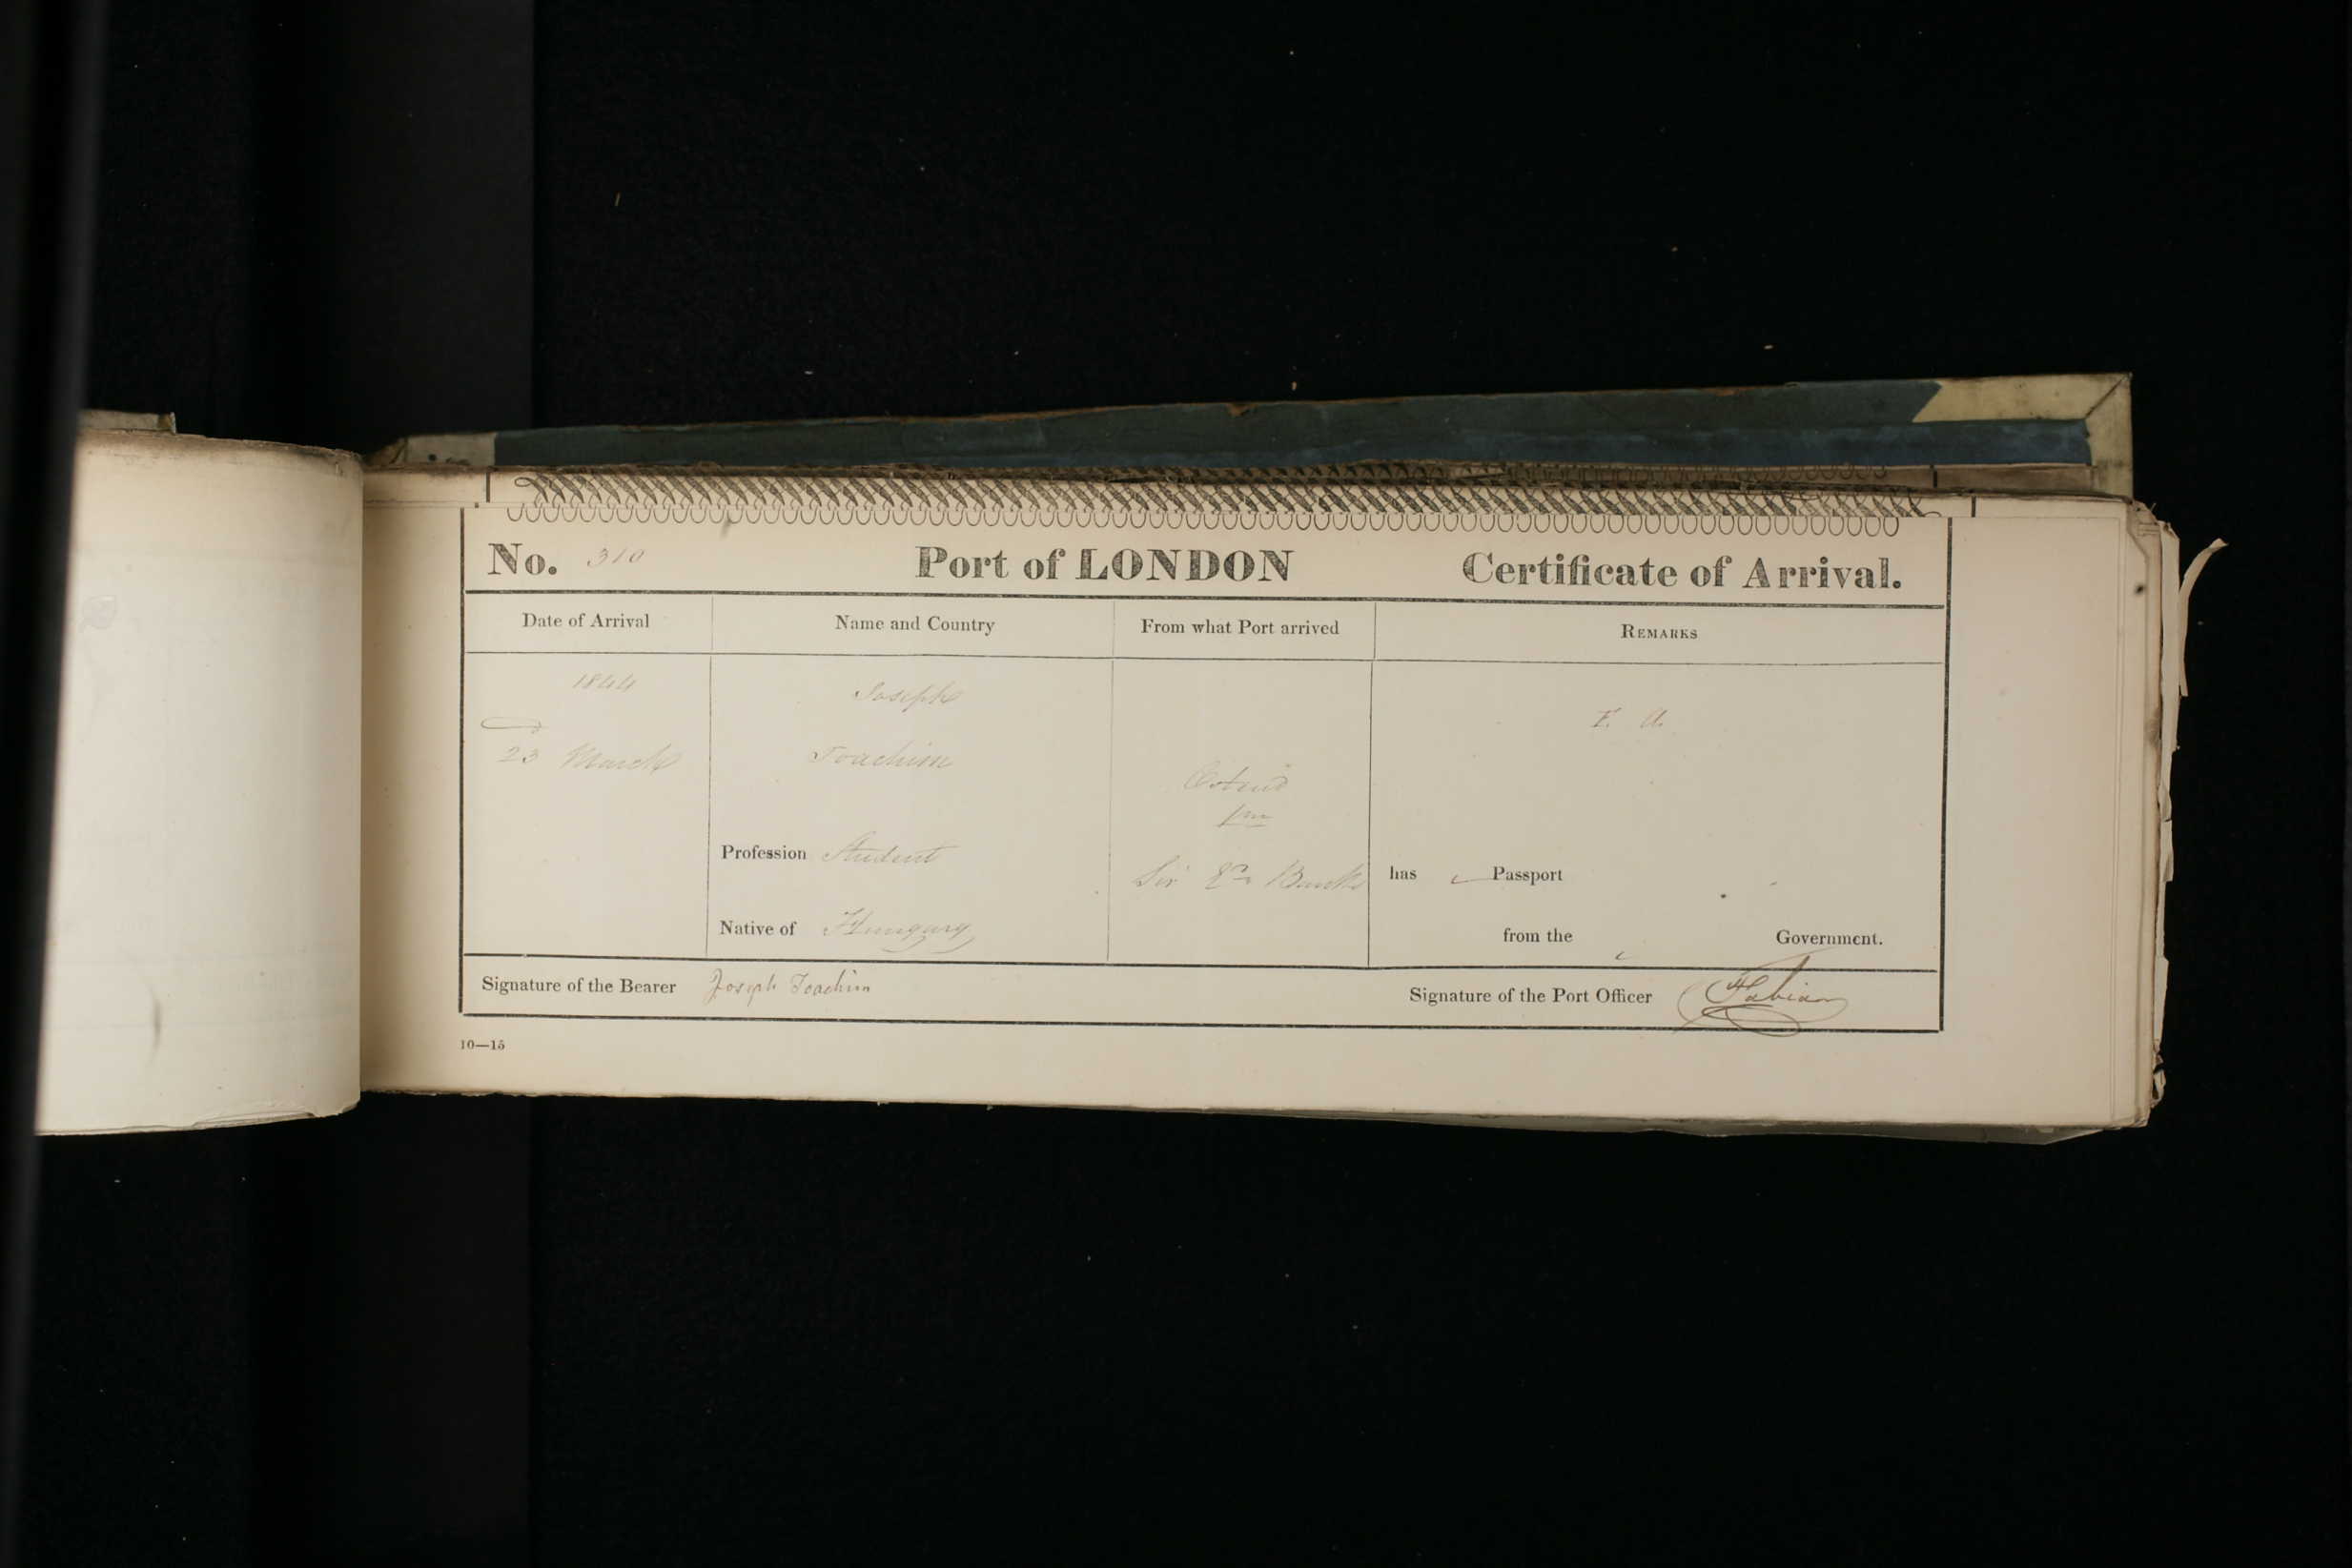 No. 310 Port of LONDON Certificate of Arrival.
Date of Arrival Name and Country From what Port arrived REMARKS
1844 Joseph E. A.
23 March Joachim
Ostend
Profession Student
Sir Banks has Passport
Native of Hungary from the Government.
Signature of the Bearer Joseph Joachim Signature of the Port Officer Fabian
10—15